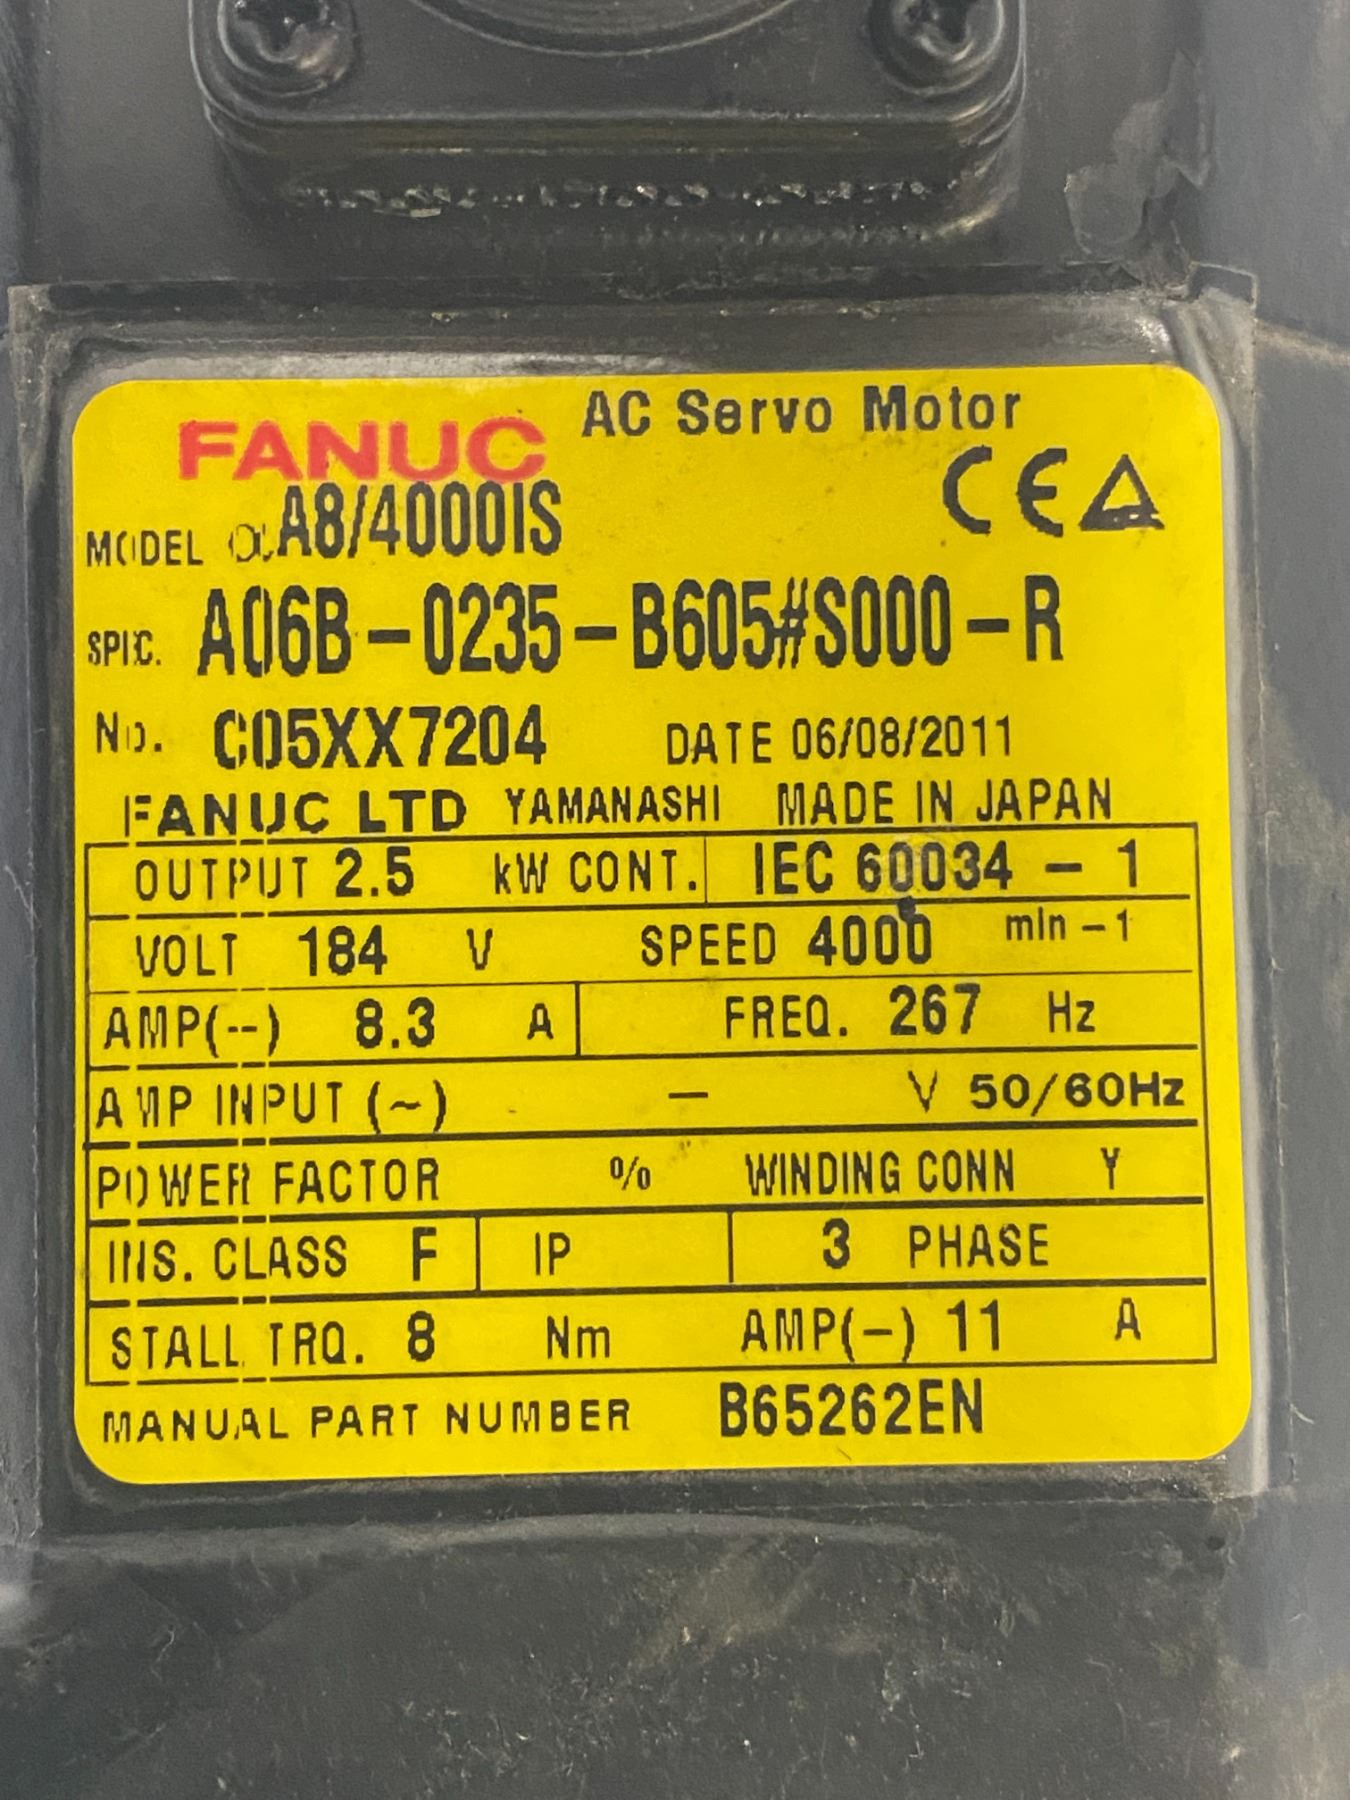 AC Servo Motor
FANUC
CE
MODEL α A8/4000IS
SPEC. A06B-0235-B605#S000-R
No. C05XX7204 DATE 06/08/2011
FANUC LTD YAMANASHI MADE IN JAPAN
OUTPUT 2.5 kW CONT. IEC 60034-1
VOLT 184 V SPEED 4000 min-1
AMP(~) 8.3 A FREQ. 267 Hz
AMP INPUT (~) - V 50/60Hz
POWER FACTOR % WINDING CONN Y
INS. CLASS F IP 3 PHASE
STALL TRQ. 8 Nm AMP(~) 11 A
MANUAL PART NUMBER B65262EN